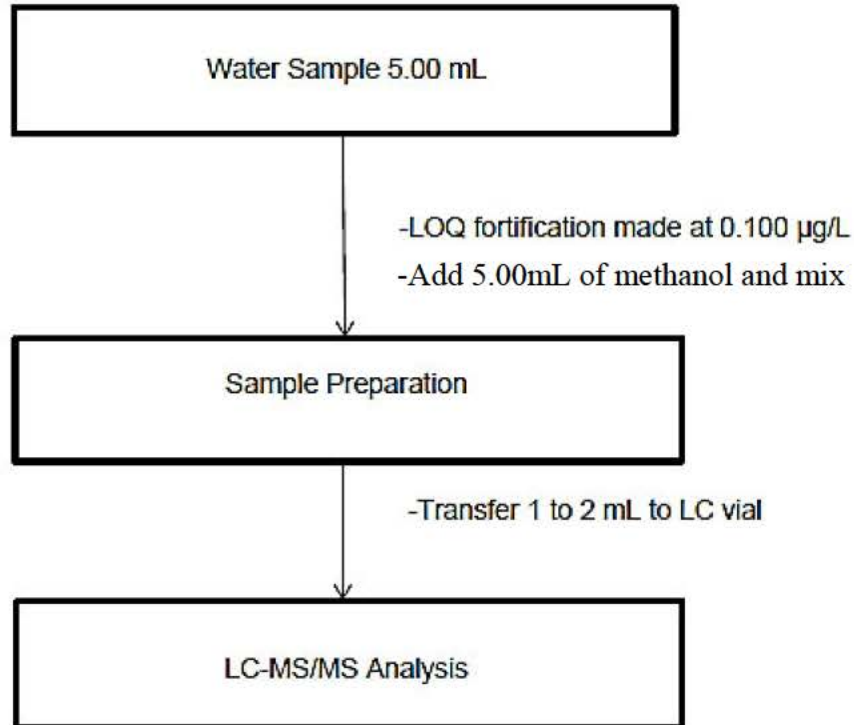 Water Sample 5.00 mL
-LOQ fortification made at 0.100 µg/L
-Add 5.00mL of methanol and mix
Sample Preparation
-Transfer 1 to 2 mL to LC vial
LC-MS/MS Analysis